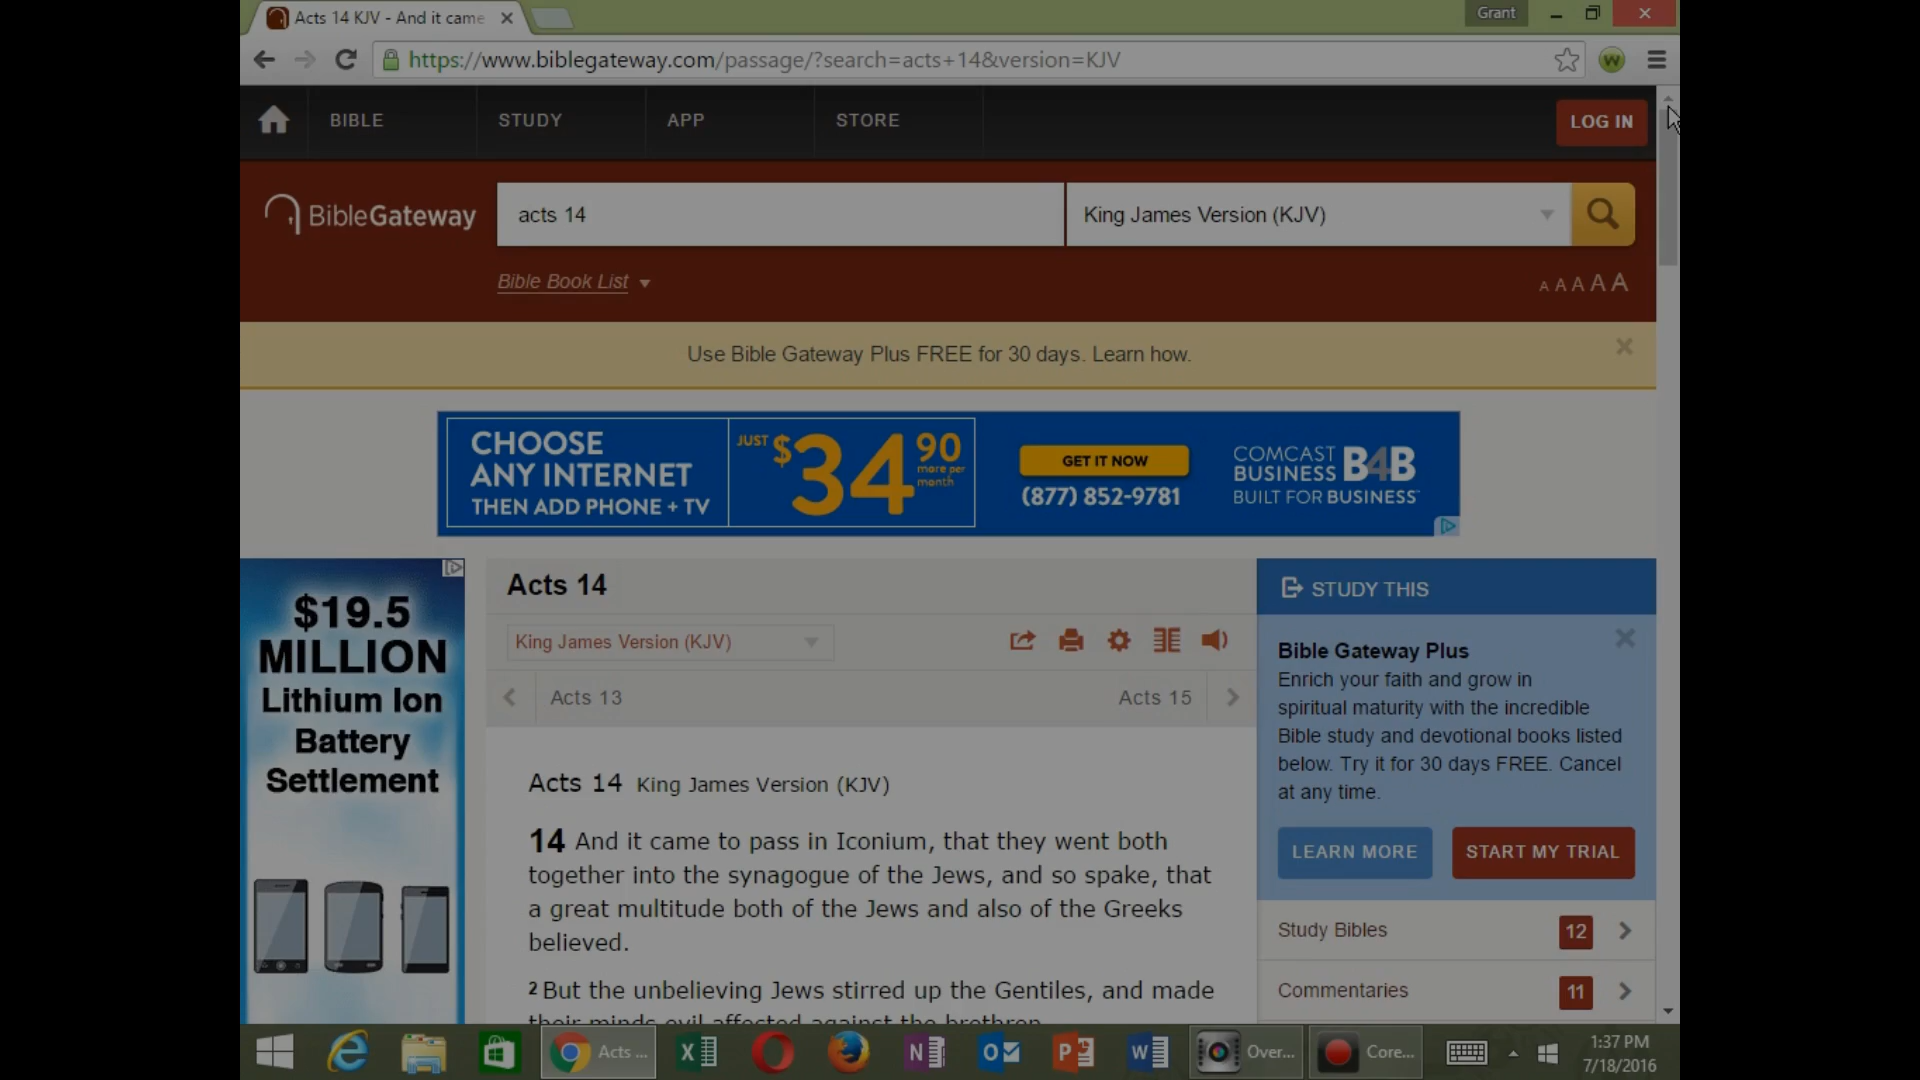 Acts 14 KJV - And it came
Grant
https://www.biblegateway.com/passage/?search=acts+14&version=KJV
BIBLE
STUDY
APP
STORE
LOG IN
BibleGateway
acts 14
King James Version (KJV)
Bible Book List
A A A A A
Use Bible Gateway Plus FREE for 30 days. Learn how.
CHOOSE
ANY INTERNET
THEN ADD PHONE + TV
JUST $34 90
more per
month
GET IT NOW
(877) 852-9781
COMCAST
BUSINESS B4B
BUILT FOR BUSINESS
$19.5
MILLION
Lithium Ion
Battery
Settlement
Acts 14
King James Version (KJV)
Acts 13
Acts 15
Acts 14 King James Version (KJV)
14 And it came to pass in Iconium, that they went both
together into the synagogue of the Jews, and so spake, that
a great multitude both of the Jews and also of the Greeks
believed.
2 But the unbelieving Jews stirred up the Gentiles, and made
their minds evil affected against the brethren.
STUDY THIS
Bible Gateway Plus
Enrich your faith and grow in
spiritual maturity with the incredible
Bible study and devotional books listed
below. Try it for 30 days FREE. Cancel
at any time.
LEARN MORE
START MY TRIAL
Study Bibles 12
Commentaries 11
Acts ...
Over...
Core...
1:37 PM
7/18/2016